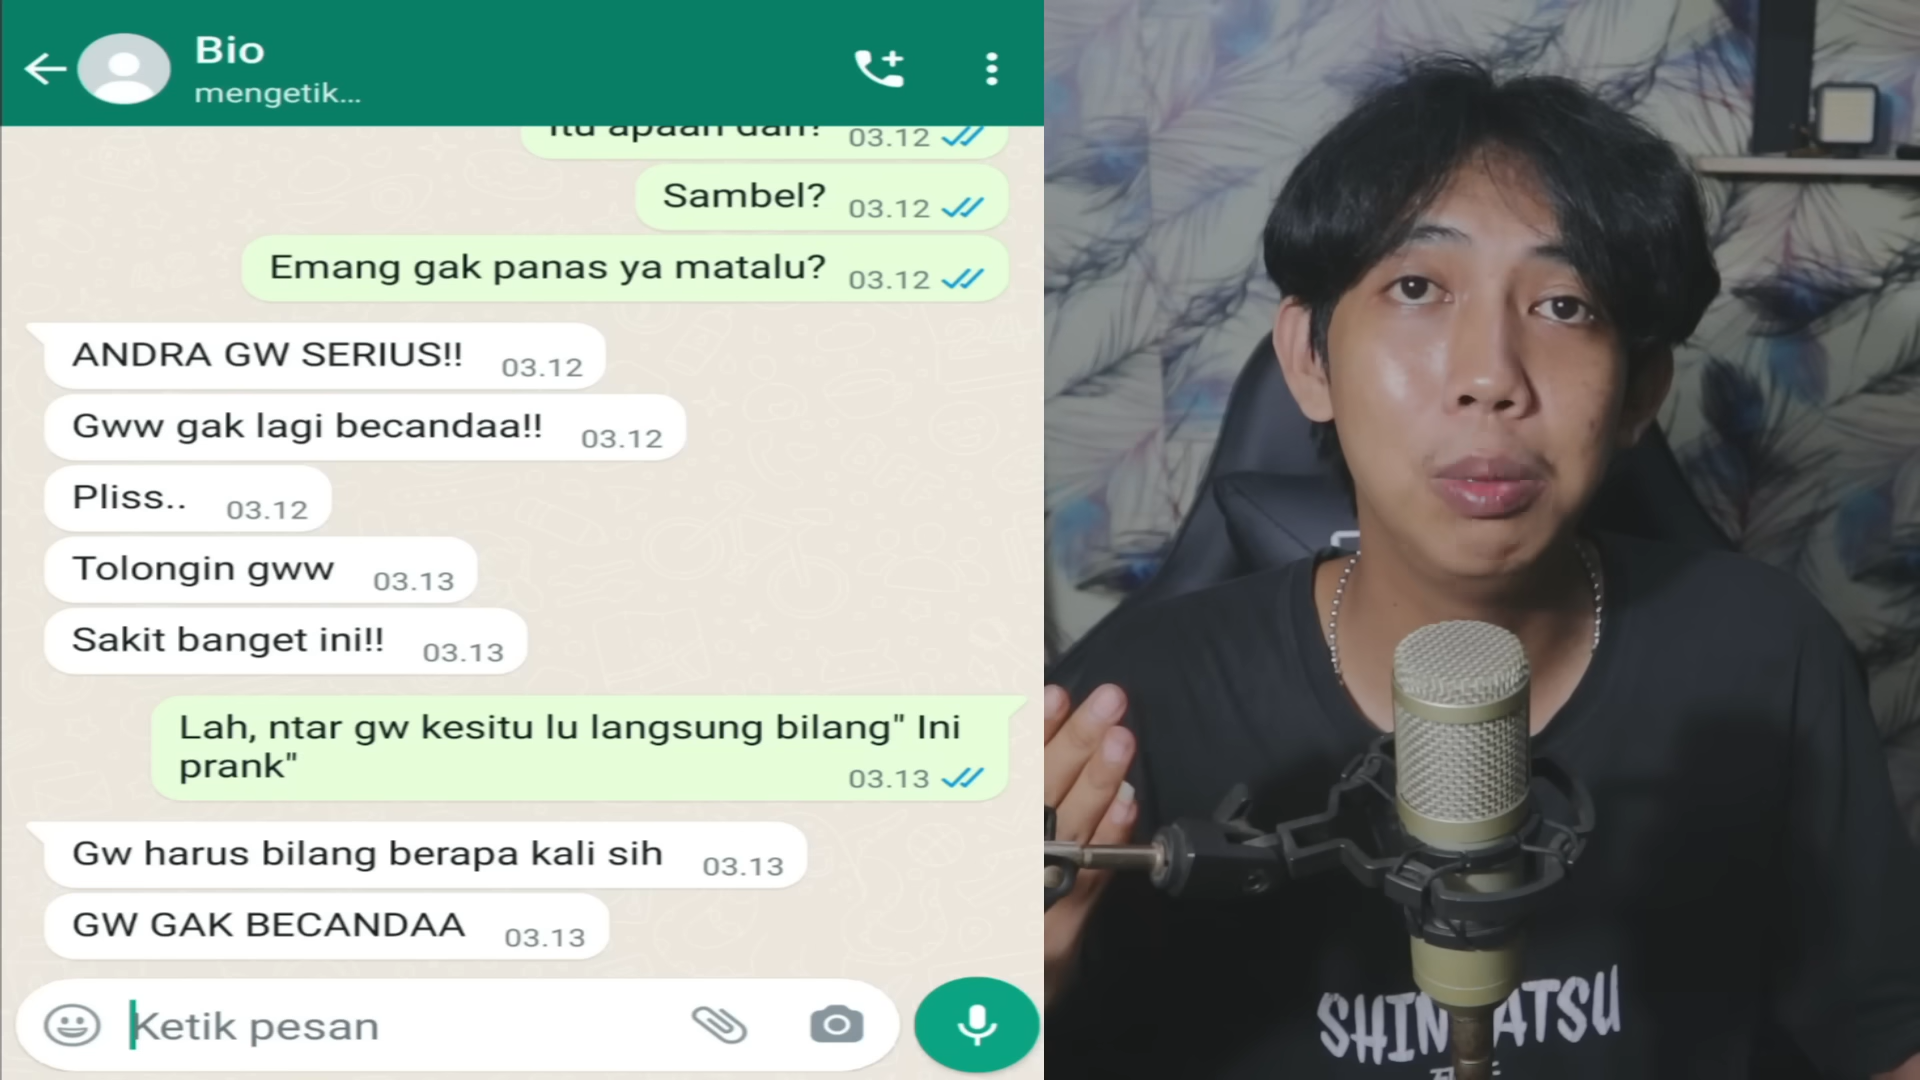 Bio
mengetik...
Itu apaan dah?
03.12
Sambel? 03.12
Emang gak panas ya matalu? 03.12
ANDRA GW SERIUS!! 03.12
Gww gak lagi becandaa!! 03.12
Pliss.. 03.12
Tolongin gww 03.13
Sakit banget ini!! 03.13
Lah, ntar gw kesitu lu langsung bilang" Ini
prank" 03.13
Gw harus bilang berapa kali sih 03.13
GW GAK BECANDAA 03.13
Ketik pesan